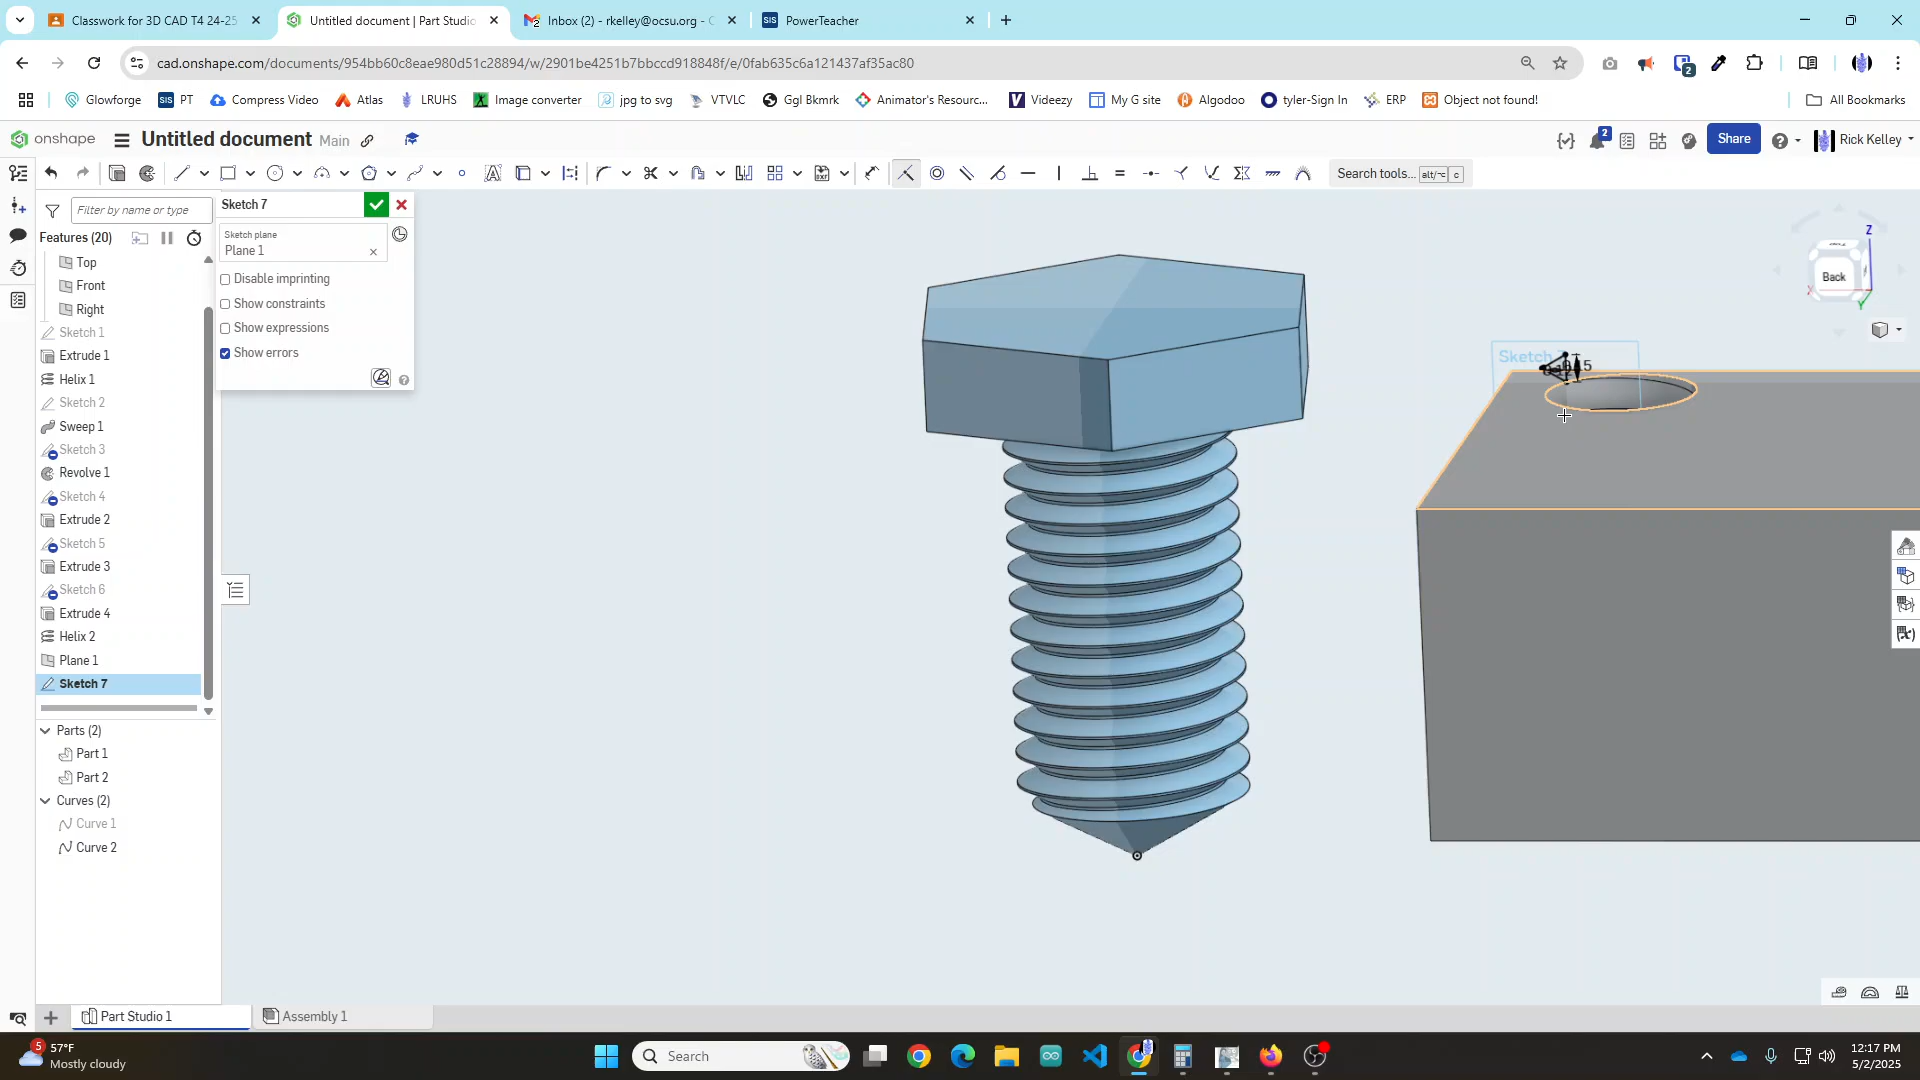 Classwork for 3D CAD T4 24-25
Untitled document | Part Studio
Inbox (2) - rkelley@ocsu.org - C
SIS
PowerTeacher
cad.onshape.com/documents/954bb60c8eae980d51c28894/w/2901be4251b7bbccd918848f/e/0fab635c6a121437af35ac80
2
Glowforge
SIS PT
Compress Video
Atlas
LRUHS
Image converter
jpg to svg
VTVLC
Ggl Bkmrk
Animator's Resourc...
Videezy
My G site
Algodoo
tyler-Sign In
ERP
Object not found!
All Bookmarks
onshape
Untitled document
Main
2
Share
Rick Kelley
Search tools...
alt/⌥ c
Filter by name or type
Sketch 7
Sketch plane
Plane 1
Features (20)
Disable imprinting
Show constraints
Show expressions
Show errors
Top
Front
Right
Sketch 1
Extrude 1
Helix 1
Sketch 2
Sweep 1
Sketch 3
Revolve 1
Sketch 4
Extrude 2
Sketch 5
Extrude 3
Sketch 6
Extrude 4
Helix 2
Plane 1
Sketch 7
Parts (2)
Part 1
Part 2
Curves (2)
Curve 1
Curve 2
Z
Back
X
Y
Sketch
Part Studio 1
Assembly 1
5
57°F
Mostly cloudy
Search
12:17 PM
5/2/2025